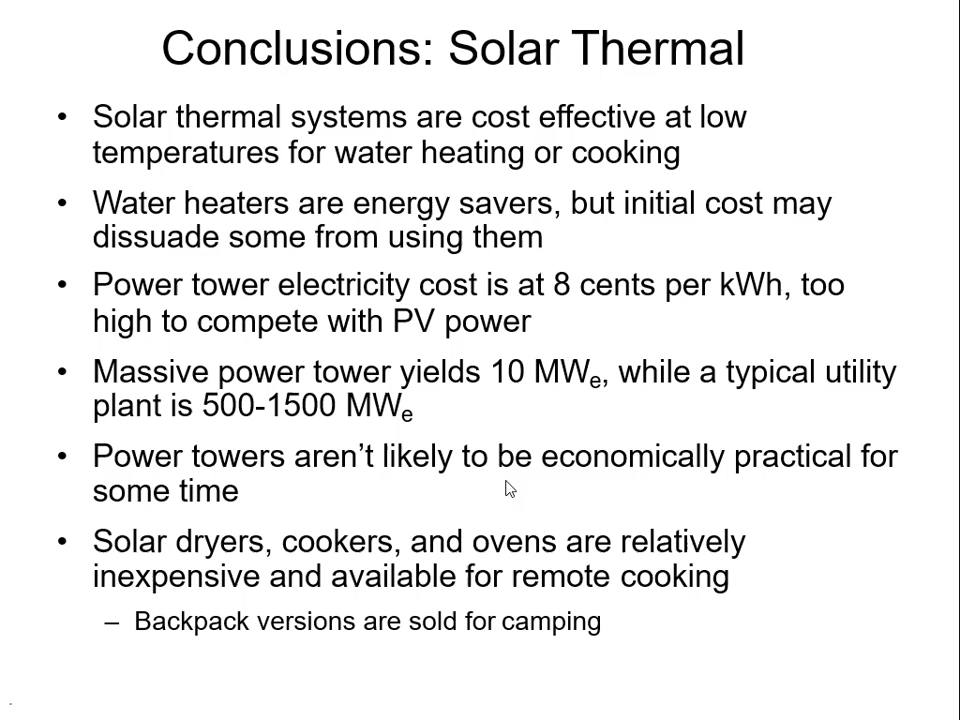 Conclusions: Solar Thermal
• Solar thermal systems are cost effective at low
temperatures for water heating or cooking
• Water heaters are energy savers, but initial cost may
dissuade some from using them
• Power tower electricity cost is at 8 cents per kWh, too
high to compete with PV power
• Massive power tower yields 10 MWe, while a typical utility
plant is 500-1500 MWe
• Power towers aren’t likely to be economically practical for
some time
• Solar dryers, cookers, and ovens are relatively
inexpensive and available for remote cooking
– Backpack versions are sold for camping